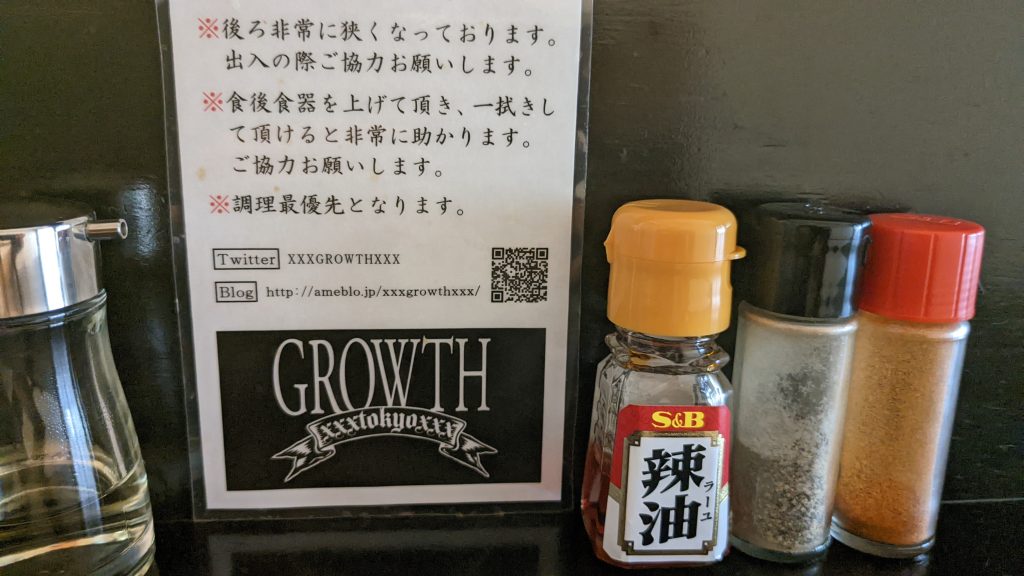 ※後ろ非常に狭くなっております。
出入の際ご協力お願いします。
※食後食器を上げて頂き、一拭きし
て頂けると非常に助かります。
ご協力お願いします。
※調理最優先となります。
Twitter XXXGROWTHXXX
Blog http://ameblo.jp/xxxgrowthxxx/
GROWTH
xxxtokyoxxx
S&B
辣油
ラーユ